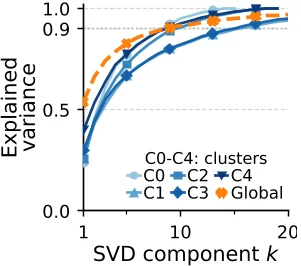 1.0
0.9
0.5
0.0
Explained
variance
C0-C4: clusters
C0 C2 C4
C1 C3 Global
1 10 20
SVD component k